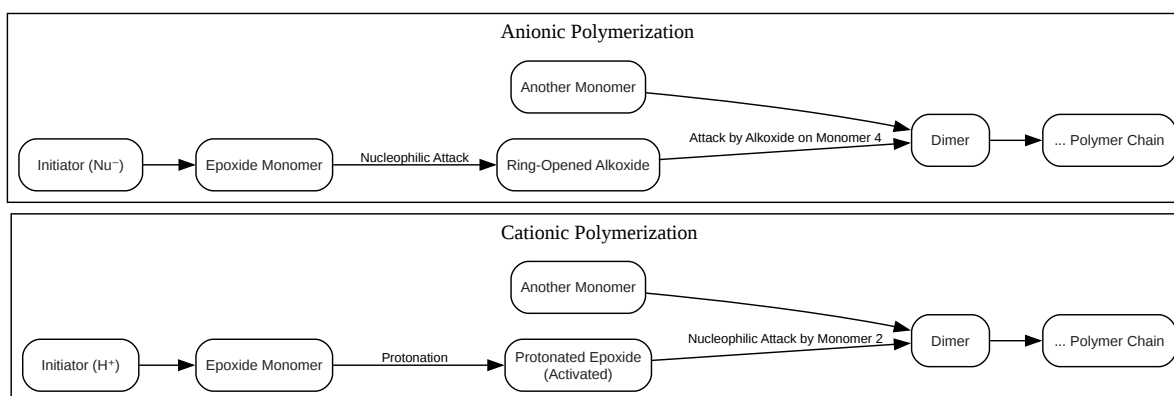 Anionic Polymerization
Another Monomer
Attack by Alkoxide on Monomer 4
Initiator (Nu⁻)
Epoxide Monomer
Nucleophilic Attack
Ring-Opened Alkoxide
Dimer
... Polymer Chain
Cationic Polymerization
Another Monomer
Nucleophilic Attack by Monomer 2
Initiator (H⁺)
Epoxide Monomer
Protonation
Protonated Epoxide
(Activated)
Dimer
... Polymer Chain